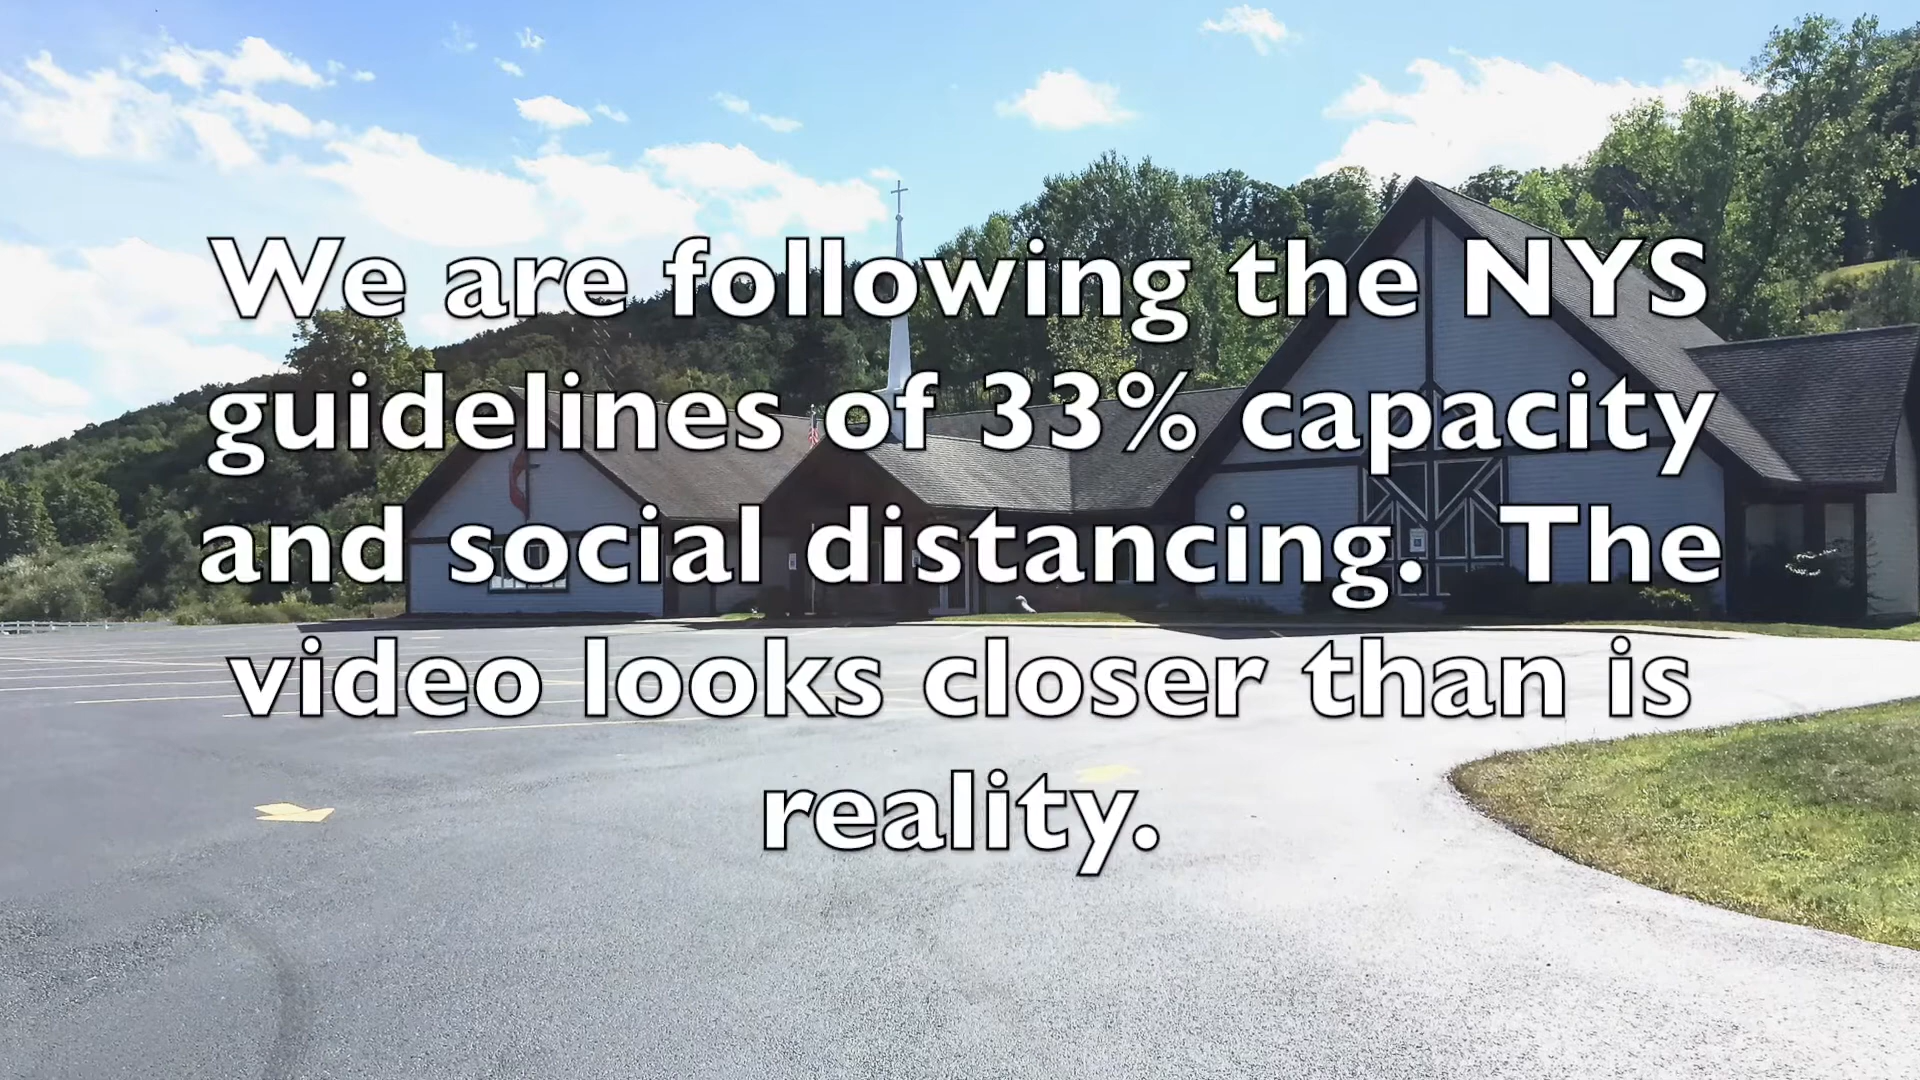 We are following the NYS
guidelines of 33% capacity
and social distancing.  The
video looks closer than is
reality.